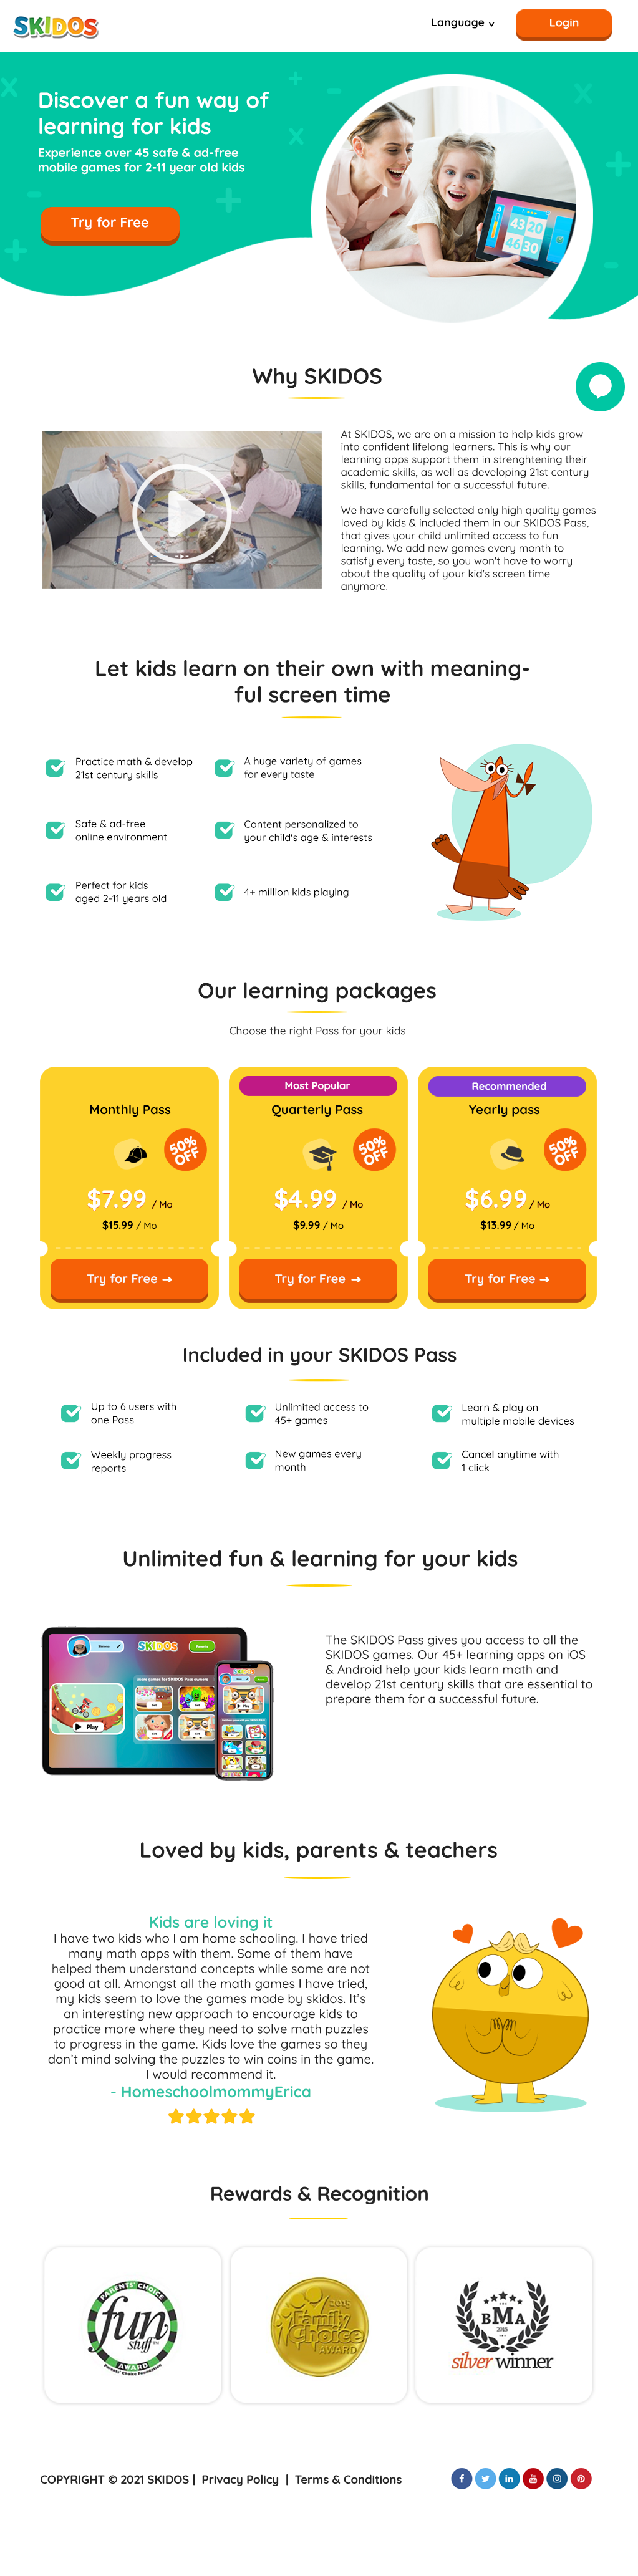 SKIDOS
Language v
Login
Discover a fun way of
learning for kids
Experience over 45 safe & ad-free
mobile games for 2-11 year old kids
Try for Free
43 20
46 30
Why SKIDOS
At SKIDOS, we are on a mission to help kids grow
into confident lifelong learners. This is why our
learning apps support them in strenghtening their
academic skills, as well as developing 21st century
skills, fundamental for a successful future.
We have carefully selected only high quality games
loved by kids & included them in our SKIDOS Pass,
that gives your child unlimited access to fun
learning. We add new games every month to
satisfy every taste, so you won't have to worry
about the quality of your kid's screen time
anymore.
Let kids learn on their own with meaning-
ful screen time
Practice math & develop
21st century skills
A huge variety of games
for every taste
Safe & ad-free
online environment
Content personalized to
your child's age & interests
Perfect for kids
aged 2-11 years old
4+ million kids playing
Our learning packages
Choose the right Pass for your kids
Monthly Pass
50%
OFF
$7.99 / Mo
$15.99 / Mo
Try for Free →
Most Popular
Quarterly Pass
50%
OFF
$4.99 / Mo
$9.99 / Mo
Try for Free →
Recommended
Yearly pass
50%
OFF
$6.99 / Mo
$13.99 / Mo
Try for Free →
Included in your SKIDOS Pass
Up to 6 users with
one Pass
Unlimited access to
45+ games
Learn & play on
multiple mobile devices
Weekly progress
reports
New games every
month
Cancel anytime with
1 click
Unlimited fun & learning for your kids
SKIDOS
More games for SKIDOS Pass owners
Play
The SKIDOS Pass gives you access to all the
SKIDOS games. Our 45+ learning apps on iOS
& Android help your kids learn math and
develop 21st century skills that are essential to
prepare them for a successful future.
Loved by kids, parents & teachers
Kids are loving it
I have two kids who I am home schooling. I have tried
many math apps with them. Some of them have
helped them understand concepts while some are not
good at all. Amongst all the math games I have tried,
my kids seem to love the games made by skidos. It's
an interesting new approach to encourage kids to
practice more where they need to solve math puzzles
to progress in the game. Kids love the games so they
don't mind solving the puzzles to win coins in the game.
I would recommend it.
- HomeschoolmommyErica
Rewards & Recognition
PARENTS' CHOICE
fun
stuff™
AWARD
Parents' Choice Foundation
2015
Family
Choice
AWARD
BMA
2015
silver winner
COPYRIGHT © 2021 SKIDOS | Privacy Policy | Terms & Conditions